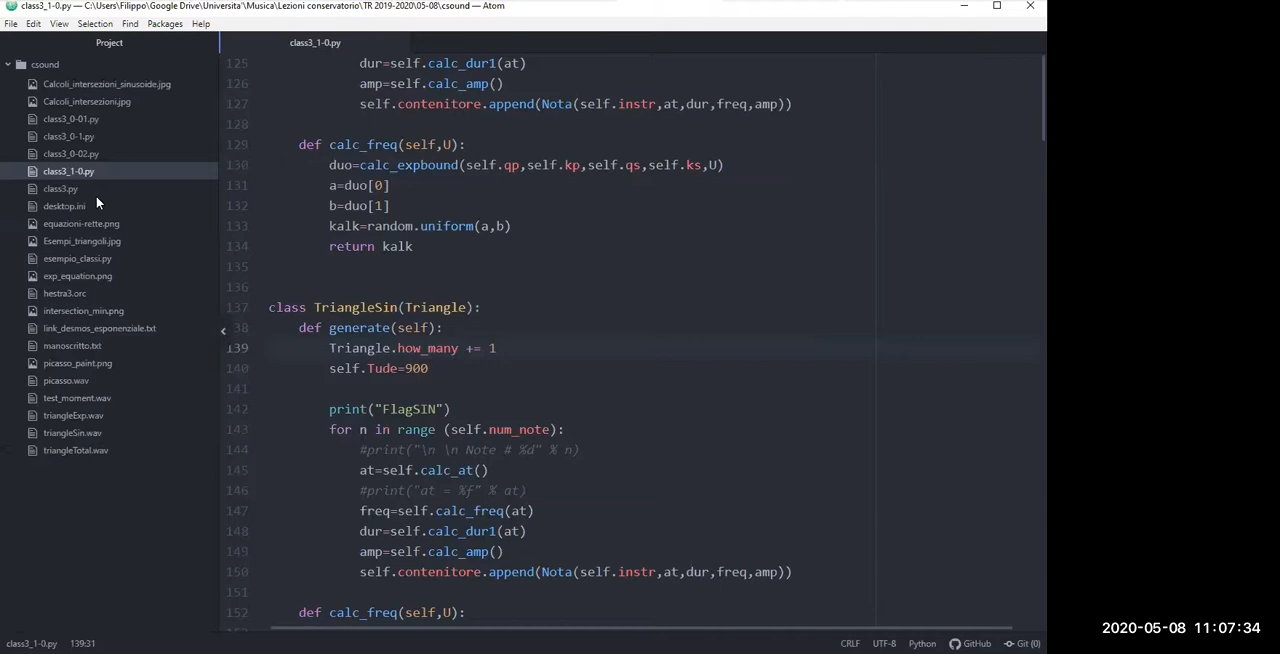 class3_1-0.py — C:\Users\Filippo\Google Drive\Universita'\Musica\Lezioni conservatorio\TR 2019-2020\05-08\csound — Atom
File Edit View Selection Find Packages Help
Project
csound
Calcoli_intersezioni_sinusoide.jpg
Calcoli_intersezioni.jpg
class3_0-01.py
class3_0-1.py
class3_0-02.py
class3_1-0.py
class3.py
desktop.ini
equazioni-rette.png
Esempi_triangoli.jpg
esempio_classi.py
exp_equation.png
hestra3.orc
intersection_min.png
link_desmos_esponenziale.txt
manoscritto.txt
picasso_paint.png
picasso.wav
test_moment.wav
triangleExp.wav
triangleSin.wav
triangleTotal.wav
class3_1-0.py
125 dur=self.calc_dur1(at)
126 amp=self.calc_amp()
127 self.contenitore.append(Nota(self.instr,at,dur,freq,amp))
128
129 def calc_freq(self,U):
130 duo=calc_expbound(self.qp,self.kp,self.qs,self.ks,U)
131 a=duo[0]
132 b=duo[1]
133 kalk=random.uniform(a,b)
134 return kalk
135
136
137 class TriangleSin(Triangle):
38 def generate(self):
139 Triangle.how_many += 1
140 self.Tude=900
141
142 print("FlagSIN")
143 for n in range (self.num_note):
144 #print("\n \n Note # %d" % n)
145 at=self.calc_at()
146 #print("at = %f" % at)
147 freq=self.calc_freq(at)
148 dur=self.calc_dur1(at)
149 amp=self.calc_amp()
150 self.contenitore.append(Nota(self.instr,at,dur,freq,amp))
151
152 def calc_freq(self,U):
class3_1-0.py 139:31
CRLF UTF-8 Python GitHub Git (0)
2020-05-08 11:07:34